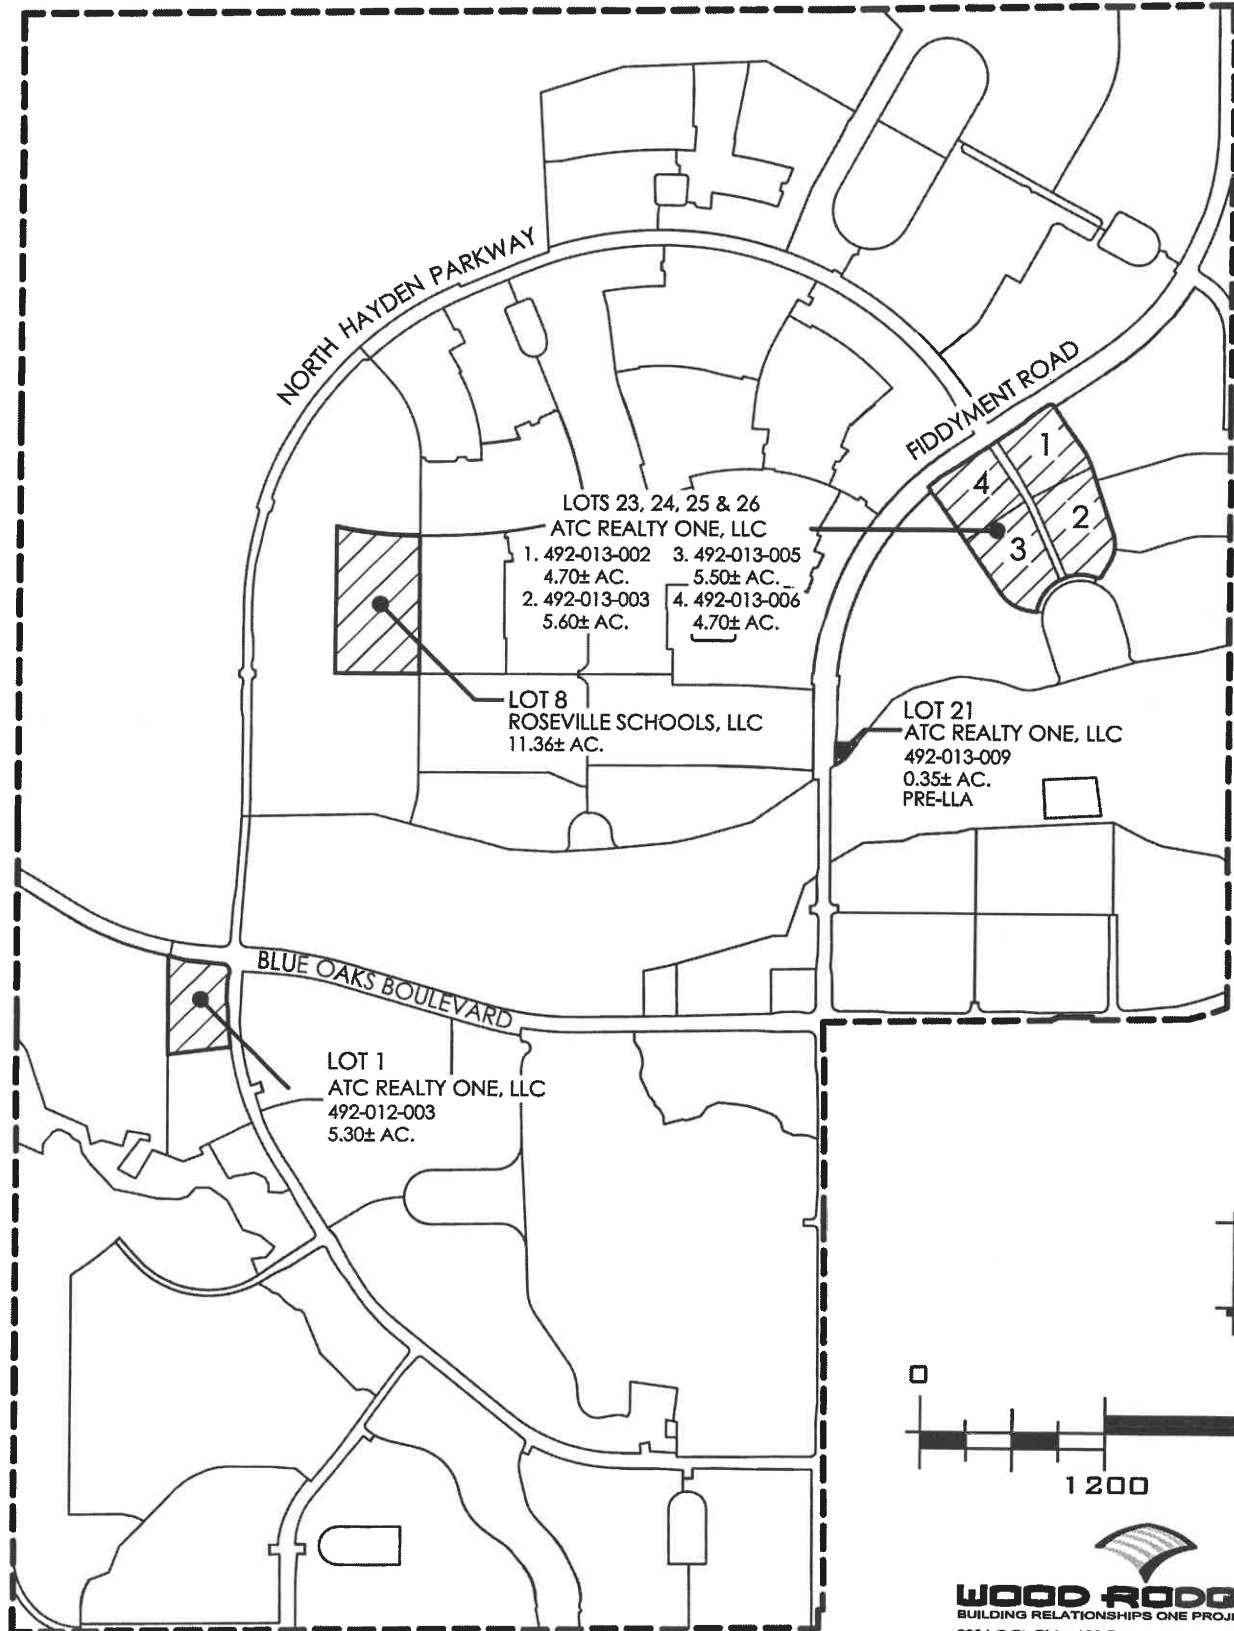 NORTH HAYDEN PARKWAY
FIDDYMENT ROAD
1
4
2
3
LOTS 23, 24, 25 & 26
ATC REALTY ONE, LLC
1. 492-013-002 3. 492-013-005
4.70± AC. 5.50± AC.
2. 492-013-003 4. 492-013-006
5.60± AC. 4.70± AC.
LOT 8
ROSEVILLE SCHOOLS, LLC
11.36± AC.
LOT 21
ATC REALTY ONE, LLC
492-013-009
0.35± AC.
PRE-LLA
BLUE OAKS BOULEVARD
LOT 1
ATC REALTY ONE, LLC
492-012-003
5.30± AC.
0
1200
WOOD RODG
BUILDING RELATIONSHIPS ONE PROJ